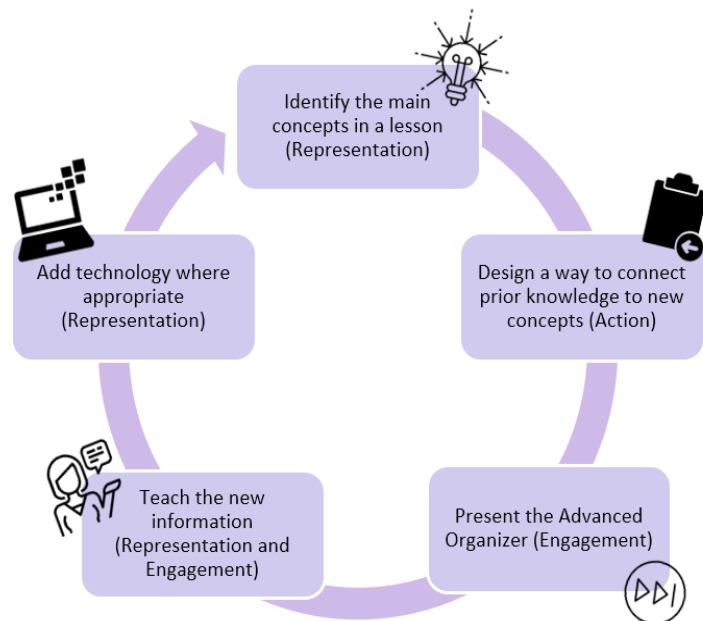 Identify the main
concepts in a lesson
(Representation)
Design a way to connect
prior knowledge to new
concepts (Action)
Present the Advanced
Organizer (Engagement)
Teach the new
information
(Representation and
Engagement)
Add technology where
appropriate
(Representation)